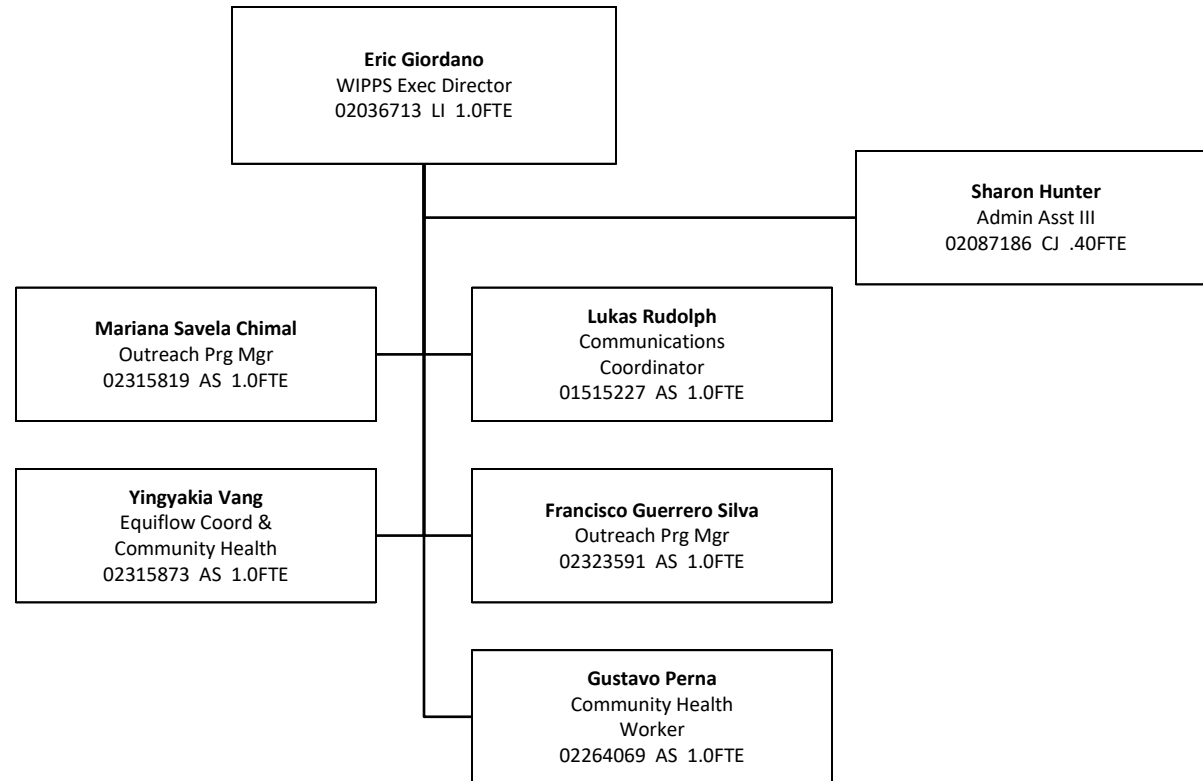 Eric Giordano
WIPPS Exec Director
02036713  LI  1.0FTE
Sharon Hunter
Admin Asst III
02087186  CJ  .40FTE
Mariana Savela Chimal
Outreach Prg Mgr
02315819  AS  1.0FTE
Lukas Rudolph
Communications
Coordinator
01515227  AS  1.0FTE
Yingyakia Vang
Equiflow Coord &
Community Health
02315873  AS  1.0FTE
Francisco Guerrero Silva
Outreach Prg Mgr
02323591  AS  1.0FTE
Gustavo Perna
Community Health
Worker
02264069  AS  1.0FTE